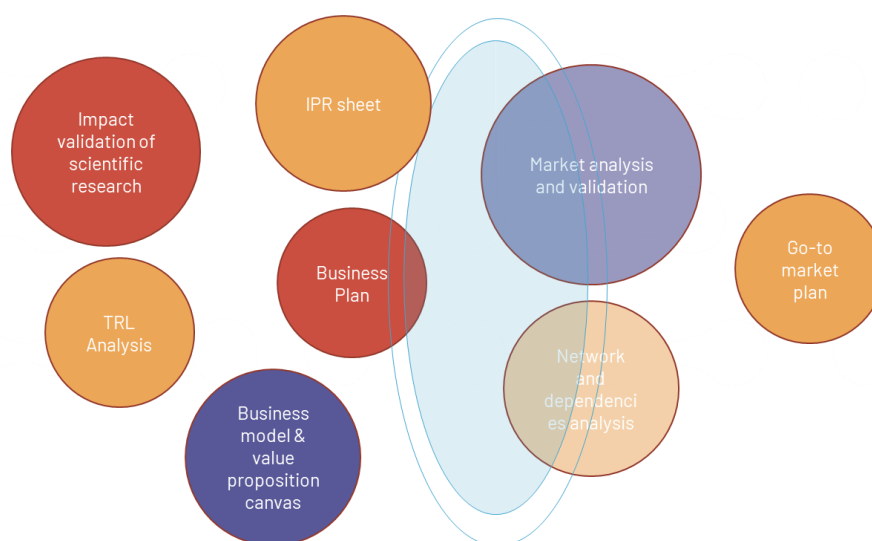 Impact
validation of
scientific
research
IPR sheet
Market analysis
and validation
Go-to
market
plan
Business
Plan
TRL
Analysis
Network
and
dependenci
es analysis
Business
model &
value
proposition
canvas